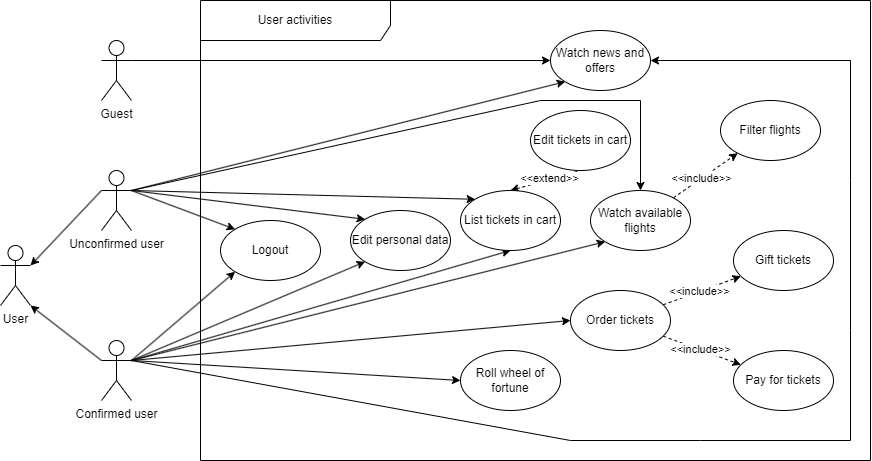 User activities
Watch news and
offers
Guest
Filter flights
Edit tickets in cart
<<extend>>
<<include>>
List tickets in cart
Watch available
flights
Unconfirmed user
Logout
Edit personal data
Gift tickets
<<include>>
User
Order tickets
<<include>>
Roll wheel of
fortune
Pay for tickets
Confirmed user